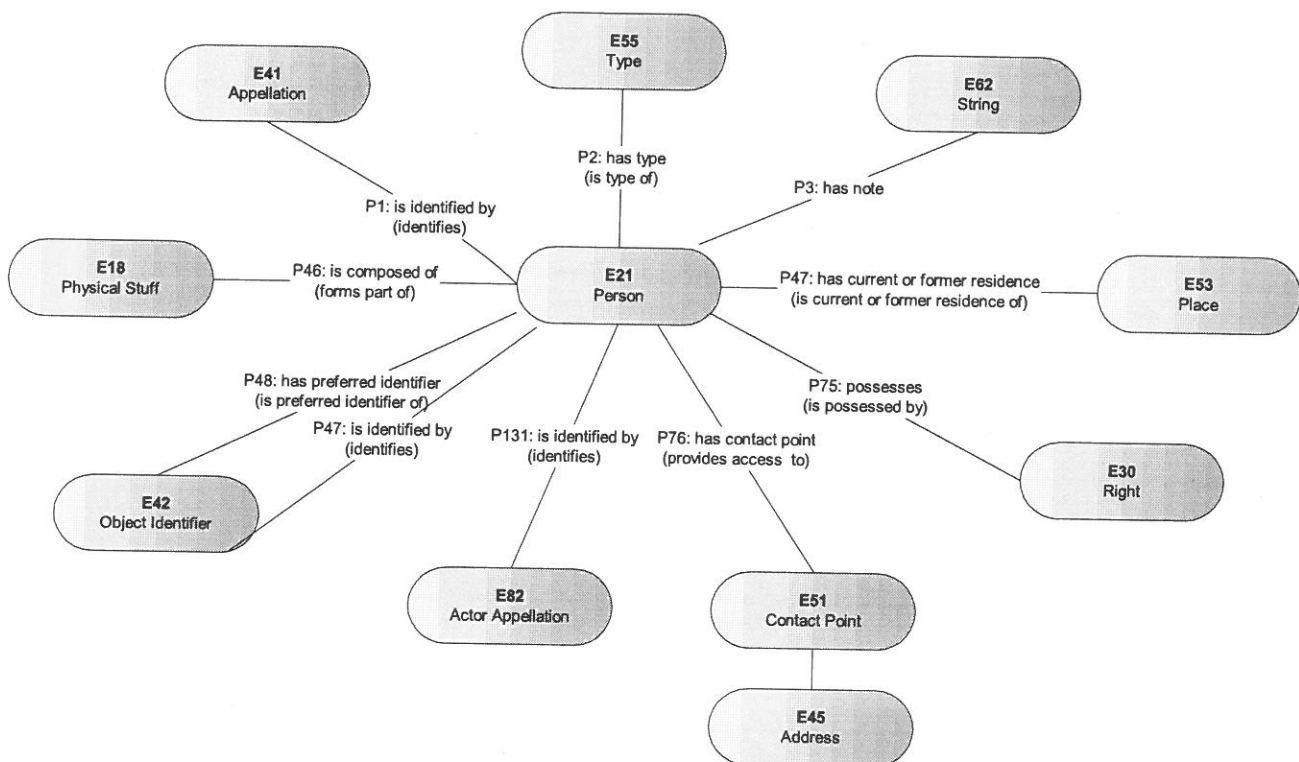 E55
Type
E41
Appellation
E62
String
P2: has type
(is type of)
P3: has note
P1: is identified by
(identifies)
E18
Physical Stuff
P46: is composed of
(forms part of)
E21
Person
P47: has current or former residence
(is current or former residence of)
E53
Place
P48: has preferred identifier
(is preferred identifier of)
P75: possesses
(is possessed by)
P47: is identified by
(identifies)
P131: is identified by
(identifies)
P76: has contact point
(provides access to)
E42
Object Identifier
E30
Right
E82
Actor Appellation
E51
Contact Point
E45
Address